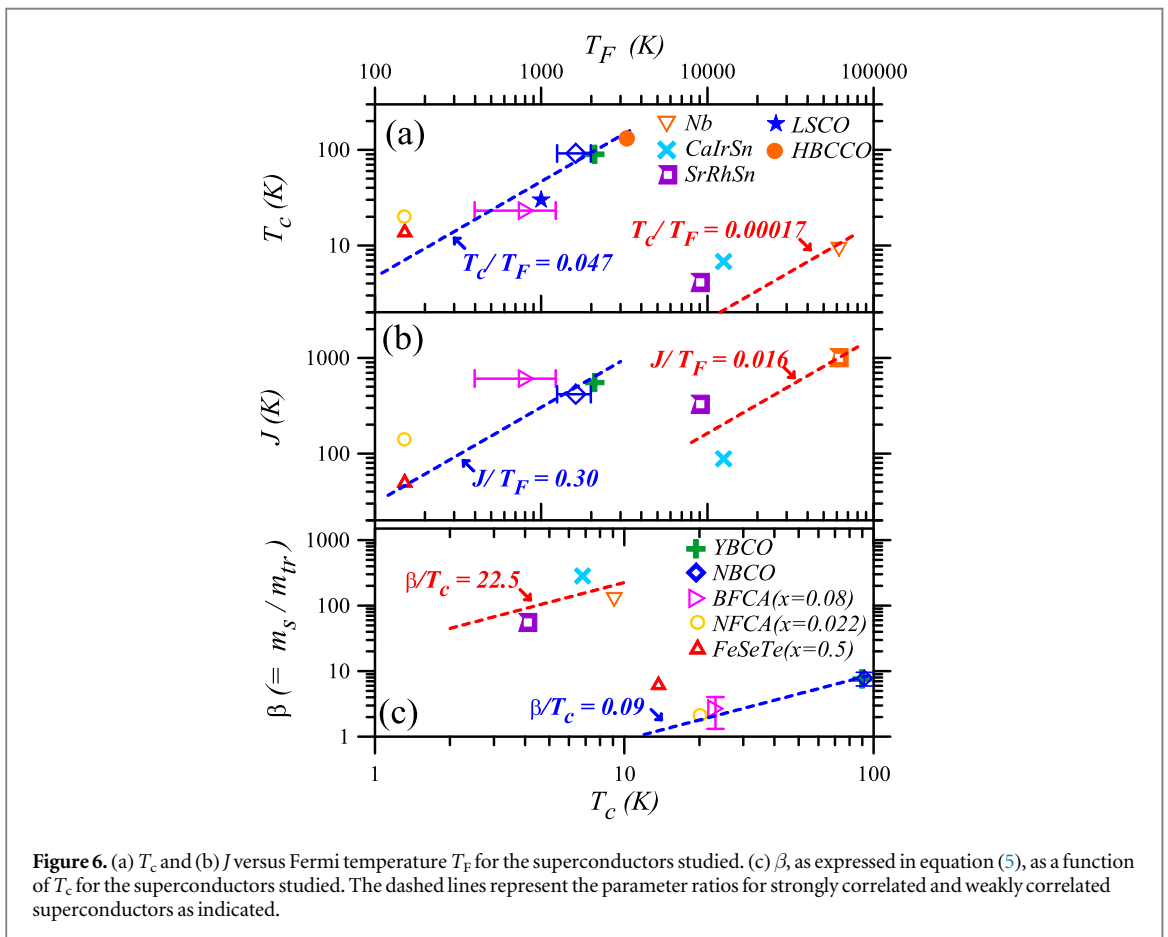 T_F (K)
100 1000 10000 100000
(a)
Nb
LSCO
CaIrSn
HBCCO
SrRhSn
100
10
T_c (K)
T_c/ T_F = 0.00017
T_c/ T_F = 0.047
(b)
1000
100
J (K)
J/ T_F = 0.016
J/ T_F = 0.30
1000
100
10
1
β (= m_s / m_tr)
YBCO
NBCO
BFCA(x=0.08)
NFCA(x=0.022)
FeSeTe(x=0.5)
β/T_c = 22.5
β/T_c = 0.09
(c)
1 10 100
T_c (K)
Figure 6. (a) T_c and (b) J versus Fermi temperature T_F for the superconductors studied. (c) β, as expressed in equation (5), as a function
of T_c for the superconductors studied. The dashed lines represent the parameter ratios for strongly correlated and weakly correlated
superconductors as indicated.